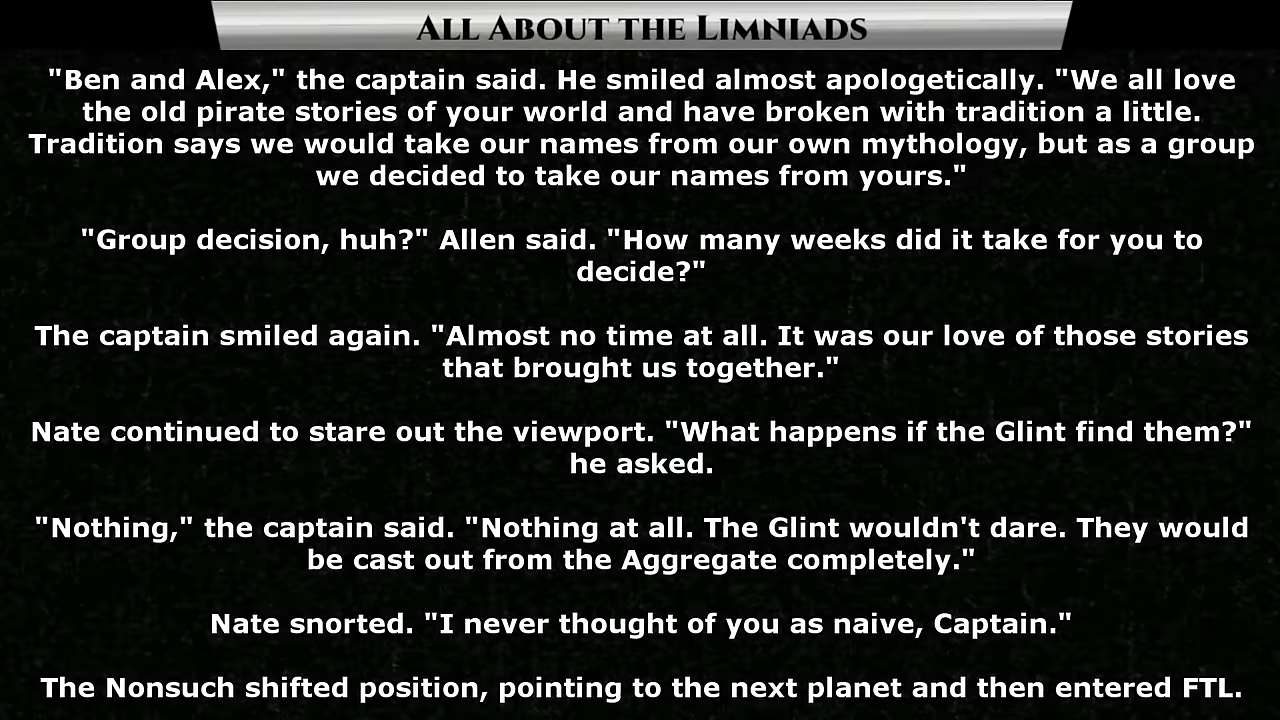 All About the Limniads
"Ben and Alex," the captain said. He smiled almost apologetically. "We all love
the old pirate stories of your world and have broken with tradition a little.
Tradition says we would take our names from our own mythology, but as a group
we decided to take our names from yours."
"Group decision, huh?" Allen said. "How many weeks did it take for you to
decide?"
The captain smiled again. "Almost no time at all. It was our love of those stories
that brought us together."
Nate continued to stare out the viewport. "What happens if the Glint find them?"
he asked.
"Nothing," the captain said. "Nothing at all. The Glint wouldn't dare. They would
be cast out from the Aggregate completely."
Nate snorted. "I never thought of you as naive, Captain."
The Nonsuch shifted position, pointing to the next planet and then entered FTL.